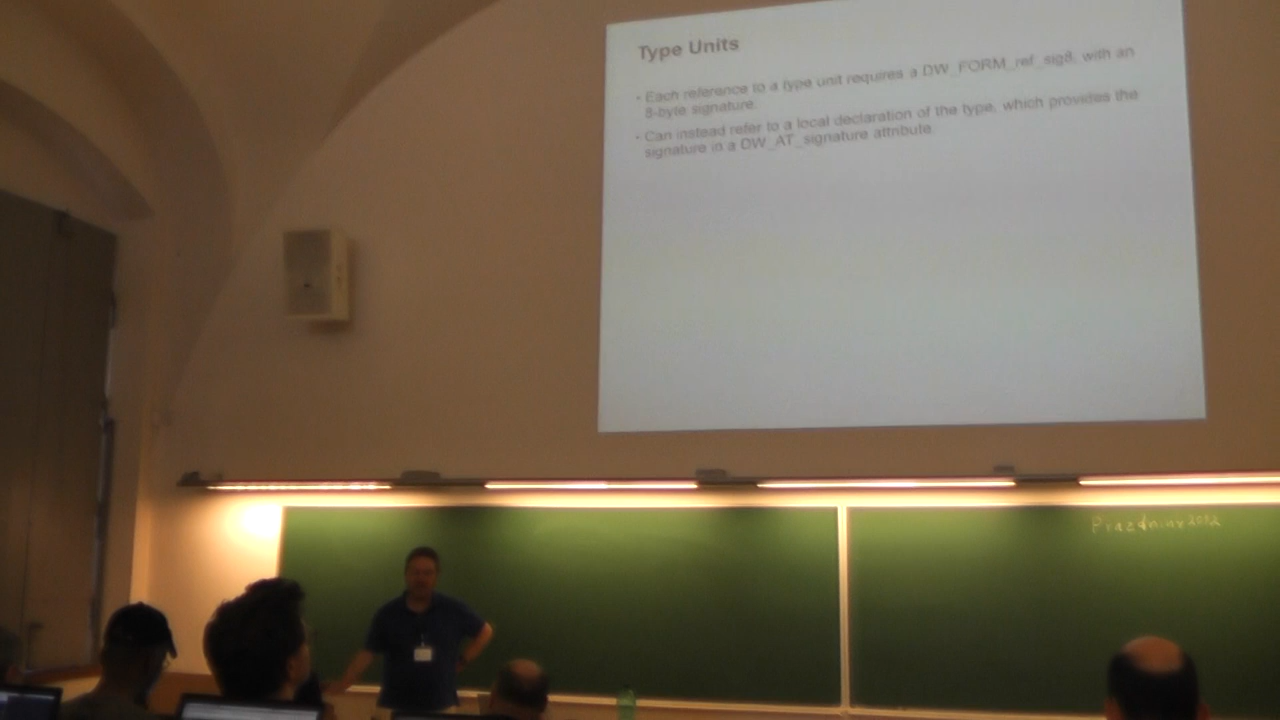 Type Units
• Each reference to a type unit requires a DW_FORM_ref_sig8, with an
8-byte signature.
• Can instead refer to a local declaration of the type, which provides the
signature in a DW_AT_signature attribute.